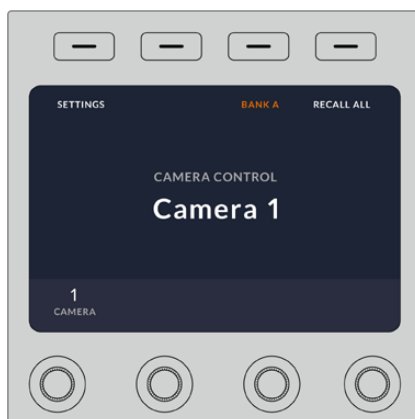 SETTINGS BANK A RECALL ALL
CAMERA CONTROL
Camera 1
1
CAMERA